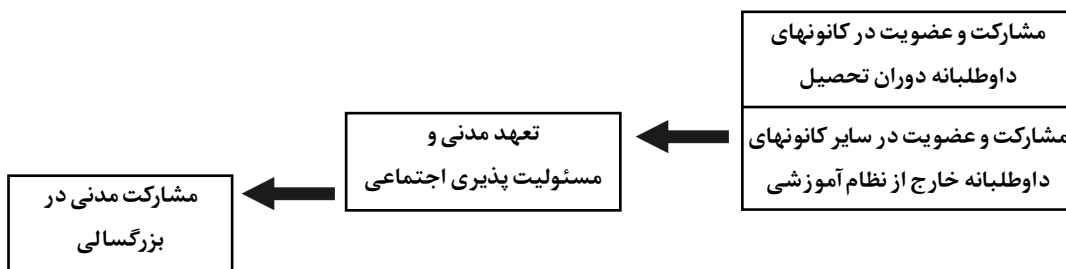 مشارکت و عضویت در کانونهای
داوطلبانه دوران تحصیل
مشارکت و عضویت در سایر کانونهای
داوطلبانه خارج از نظام آموزشی
تعهد مدنی و
مسئولیت پذیری اجتماعی
مشارکت مدنی در
بزرگسالی